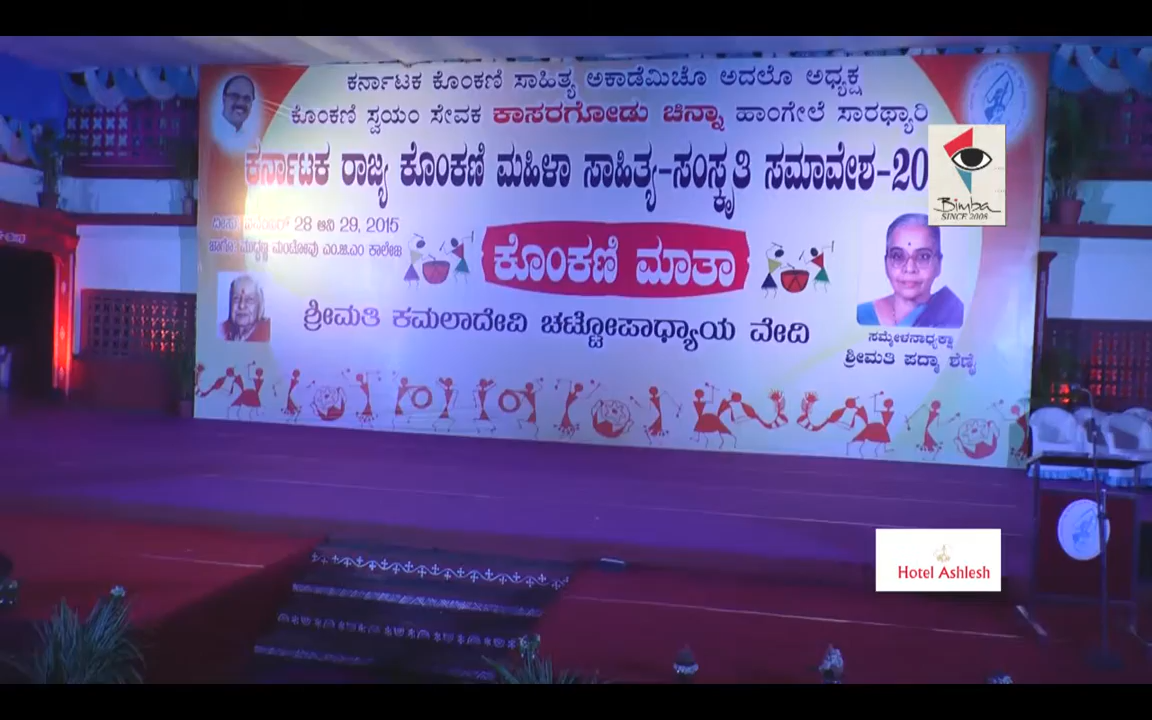 ಕರ್ನಾಟಕ ಕೊಂಕಣಿ ಸಾಹಿತ್ಯ ಅಕಾಡೆಮಿಚೊ ಅದಲೊ ಅಧ್ಯಕ್ಷ
ಕೊಂಕಣಿ ಸ್ವಯಂ ಸೇವಕ ಕಾಸರಗೋಡು ಚಿನ್ನಾ ಹಾಂಗೇಲೆ ಸಾರಥ್ಯಾರಿ
ಕರ್ನಾಟಕ ರಾಜ್ಯ ಕೊಂಕಣಿ ಮಹಿಳಾ ಸಾಹಿತ್ಯ-ಸಂಸ್ಕೃತಿ ಸಮಾವೇಶ-20
Bimba
SINCE 2006
28 ಆನಿ 29, 2015
ಮಂಟೋಪು ಎಂ.ಜಿ.ಎಂ ಕಾಲೇಜ
ಕೊಂಕಣಿ ಮಾತಾ
ಶ್ರೀಮತಿ ಕಮಲಾದೇವಿ ಚಟ್ಟೋಪಾಧ್ಯಾಯ ವೇದಿ
ಸಮ್ಮೇಳನಾಧ್ಯಕ್ಷಾ
ಶ್ರೀಮತಿ ಪದ್ಮಾ ಶೆಣೈ
Hotel Ashlesh